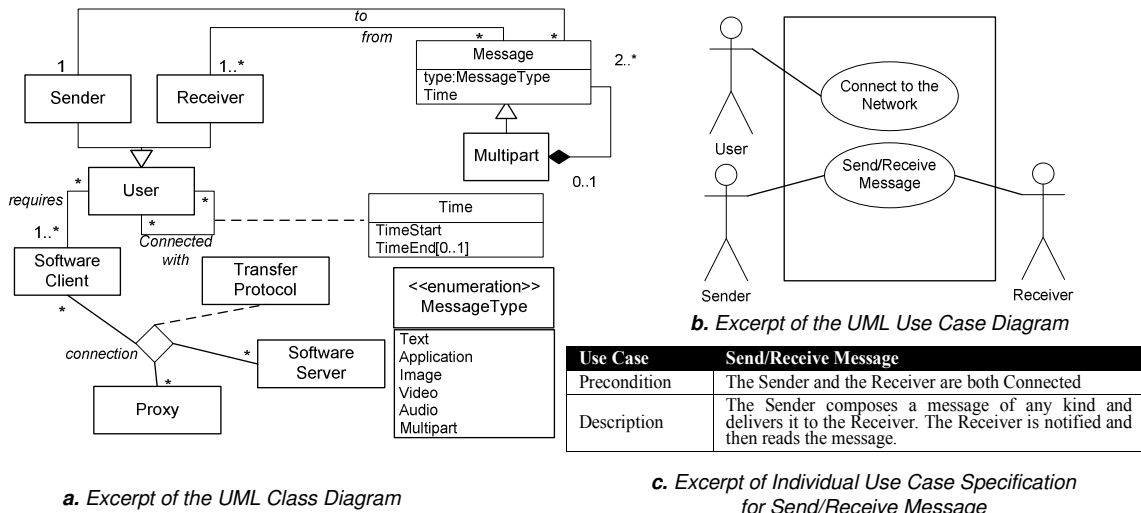 to
from
1
1..*
*
*
Message
type:MessageType
Time
2..*
Sender
Receiver
Multipart
0..1
User
*
*
*
requires
1..*
Connected
with
Time
TimeStart
TimeEnd[0..1]
Software
Client
*
Transfer
Protocol
connection
*
Software
Server
*
Proxy
<<enumeration>>
MessageType
Text
Application
Image
Video
Audio
Multipart
a. Excerpt of the UML Class Diagram
User
Connect to the
Network
Send/Receive
Message
Sender
Receiver
b. Excerpt of the UML Use Case Diagram
Use Case Send/Receive Message
Precondition The Sender and the Receiver are both Connected
Description The Sender composes a message of any kind and
delivers it to the Receiver. The Receiver is notified and
then reads the message.
c. Excerpt of Individual Use Case Specification
for Send/Receive Message